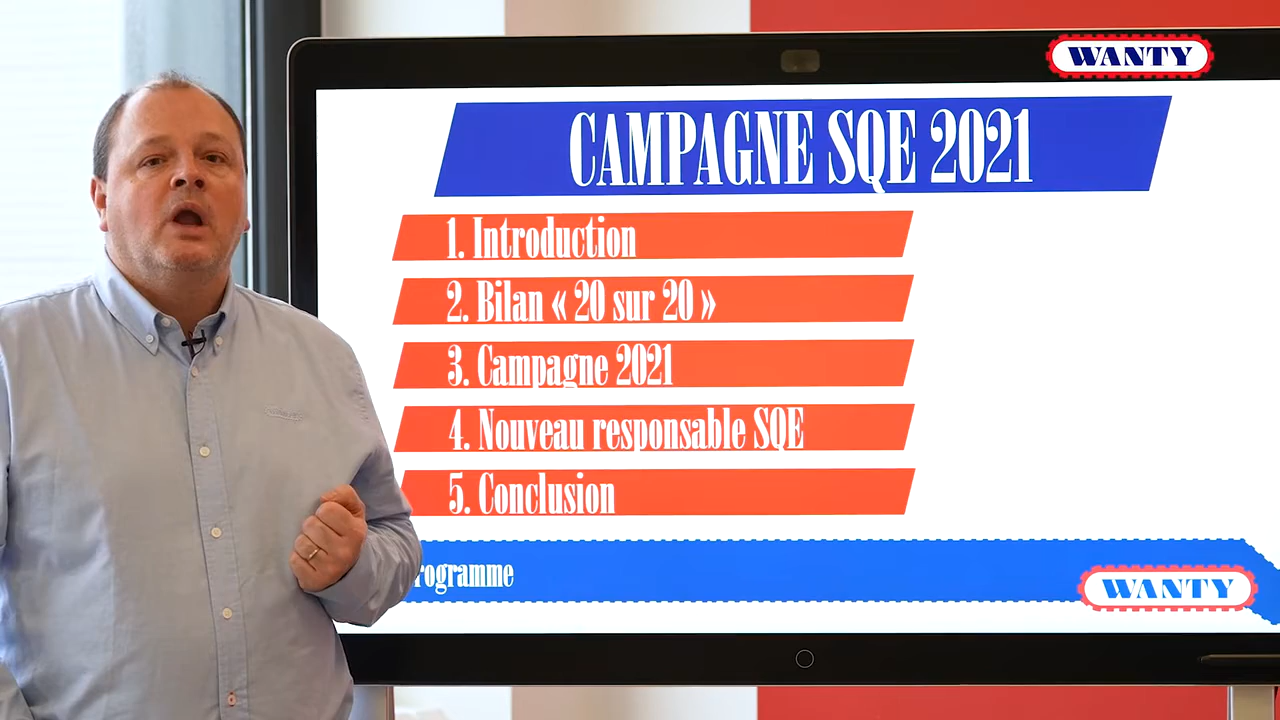 WANTY
CAMPAGNE SQE 2021
1. Introduction
2. Bilan « 20 sur 20 »
3. Campagne 2021
4. Nouveau responsable SQE
5. Conclusion
rogramme
WANTY